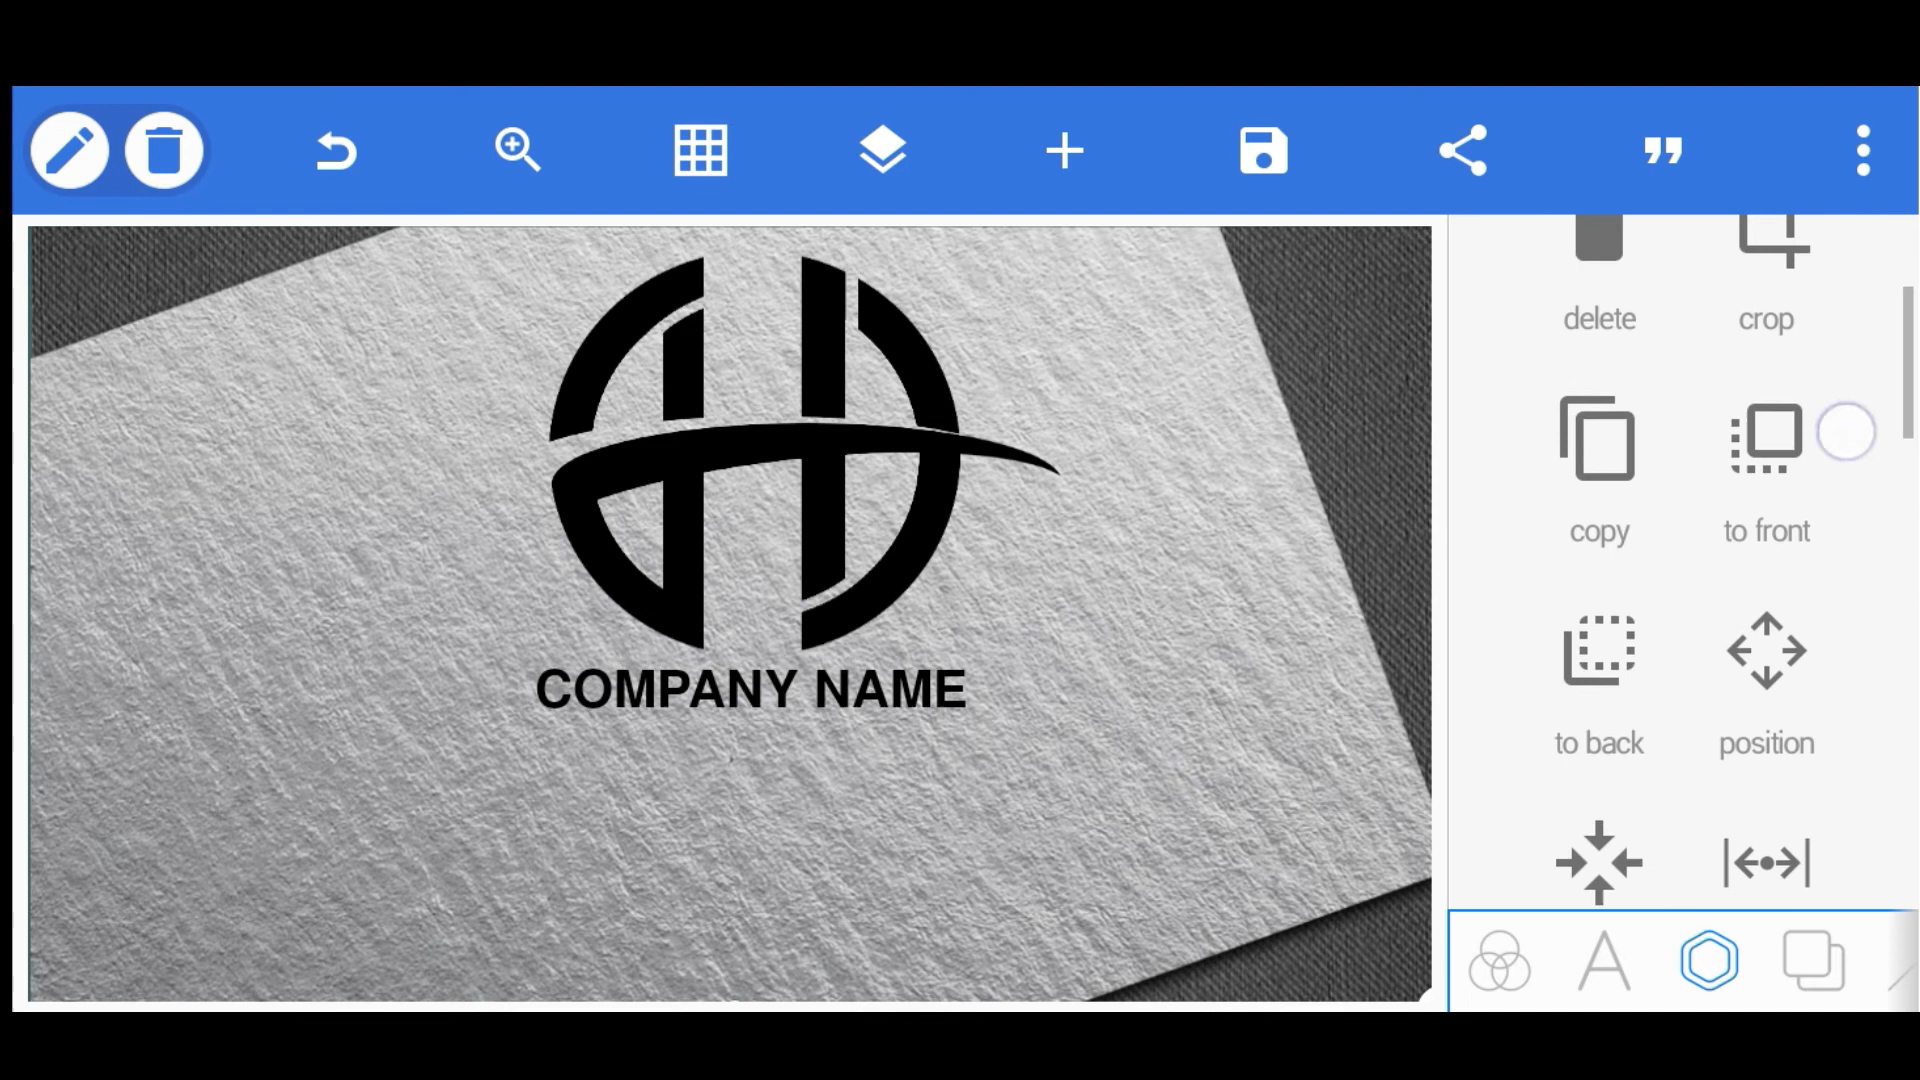 delete
crop
copy
to front
COMPANY NAME
to back
position